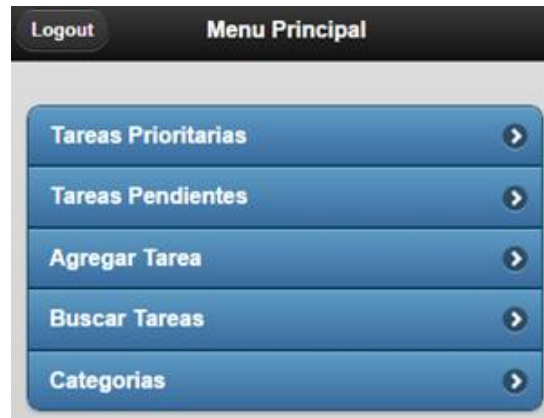 Logout Menu Principal
Tareas Prioritarias
Tareas Pendientes
Agregar Tarea
Buscar Tareas
Categorias